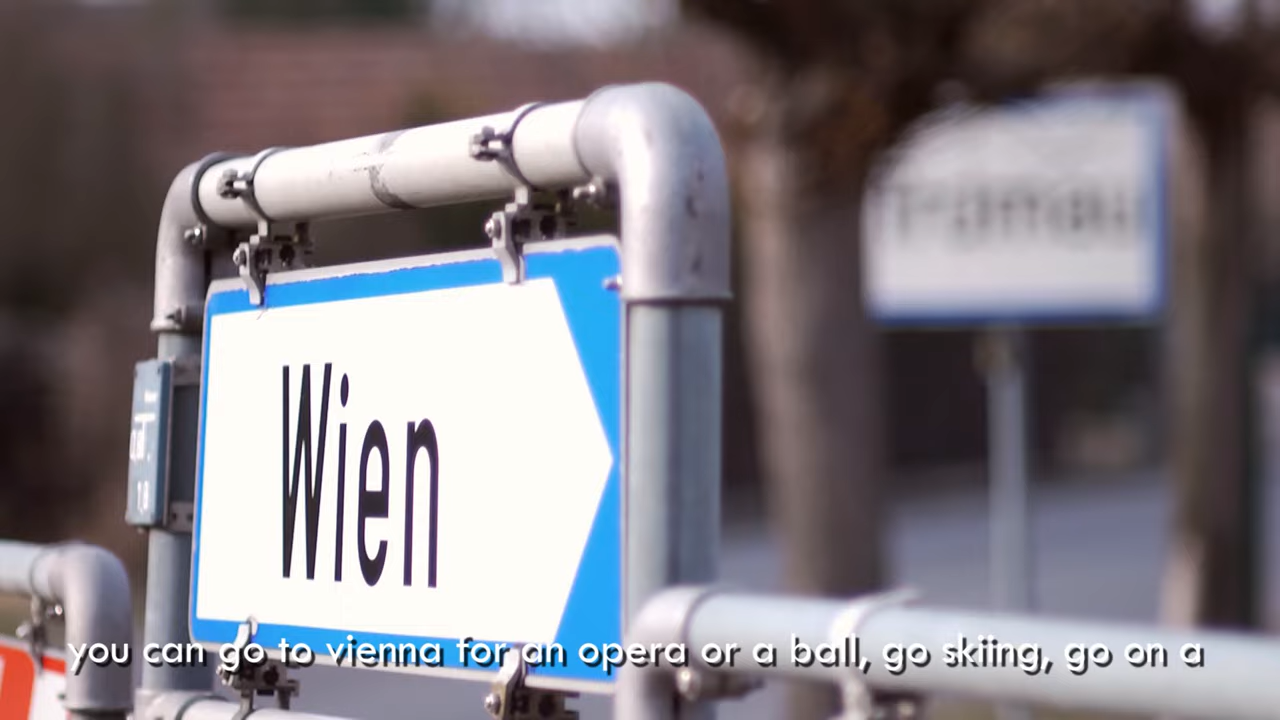 Wien
you can go to vienna for an opera or a ball, go skiing, go on a